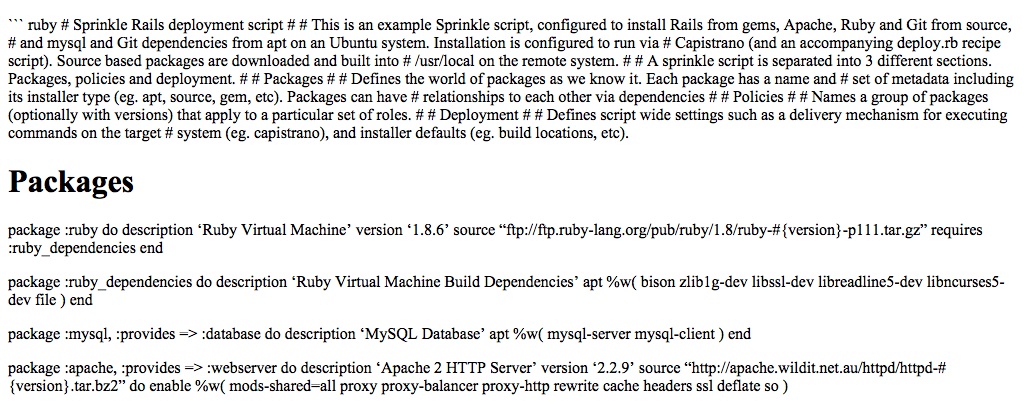 ``` ruby # Sprinkle Rails deployment script # # This is an example Sprinkle script, configured to install Rails from gems, Apache, Ruby and Git from source,
# and mysql and Git dependencies from apt on an Ubuntu system. Installation is configured to run via # Capistrano (and an accompanying deploy.rb recipe
script). Source based packages are downloaded and built into # /usr/local on the remote system. # # A sprinkle script is separated into 3 different sections.
Packages, policies and deployment. # # Packages # # Defines the world of packages as we know it. Each package has a name and # set of metadata including
its installer type (eg. apt, source, gem, etc). Packages can have # relationships to each other via dependencies # # Policies # # Names a group of packages
(optionally with versions) that apply to a particular set of roles. # # Deployment # # Defines script wide settings such as a delivery mechanism for executing
commands on the target # system (eg. capistrano), and installer defaults (eg. build locations, etc).
Packages
package :ruby do description ‘Ruby Virtual Machine’ version ‘1.8.6’ source “ftp://ftp.ruby-lang.org/pub/ruby/1.8/ruby-#{version}-p111.tar.gz” requires
:ruby_dependencies end
package :ruby_dependencies do description ‘Ruby Virtual Machine Build Dependencies’ apt %w( bison zlib1g-dev libssl-dev libreadline5-dev libncurses5-
dev file ) end
package :mysql, :provides => :database do description ‘MySQL Database’ apt %w( mysql-server mysql-client ) end
package :apache, :provides => :webserver do description ‘Apache 2 HTTP Server’ version ‘2.2.9’ source “http://apache.wildit.net.au/httpd/httpd-#
{version}.tar.bz2” do enable %w( mods-shared=all proxy proxy-balancer proxy-http rewrite cache headers ssl deflate so )